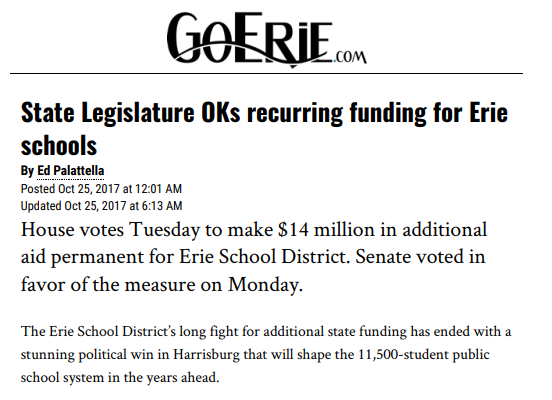 GOERIE.COM
State Legislature OKs recurring funding for Erie
schools
By Ed Palattella
Posted Oct 25, 2017 at 12:01 AM
Updated Oct 25, 2017 at 6:13 AM
House votes Tuesday to make $14 million in additional
aid permanent for Erie School District. Senate voted in
favor of the measure on Monday.
The Erie School District’s long fight for additional state funding has ended with a
stunning political win in Harrisburg that will shape the 11,500-student public
school system in the years ahead.